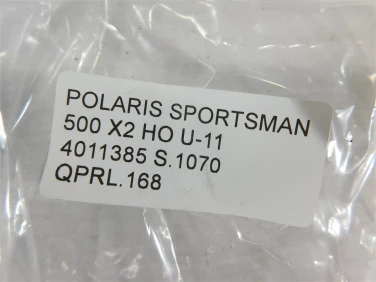 POLARIS SPORTSMAN
500 X2 HO U-11
4011385 S.1070
QPRL.168